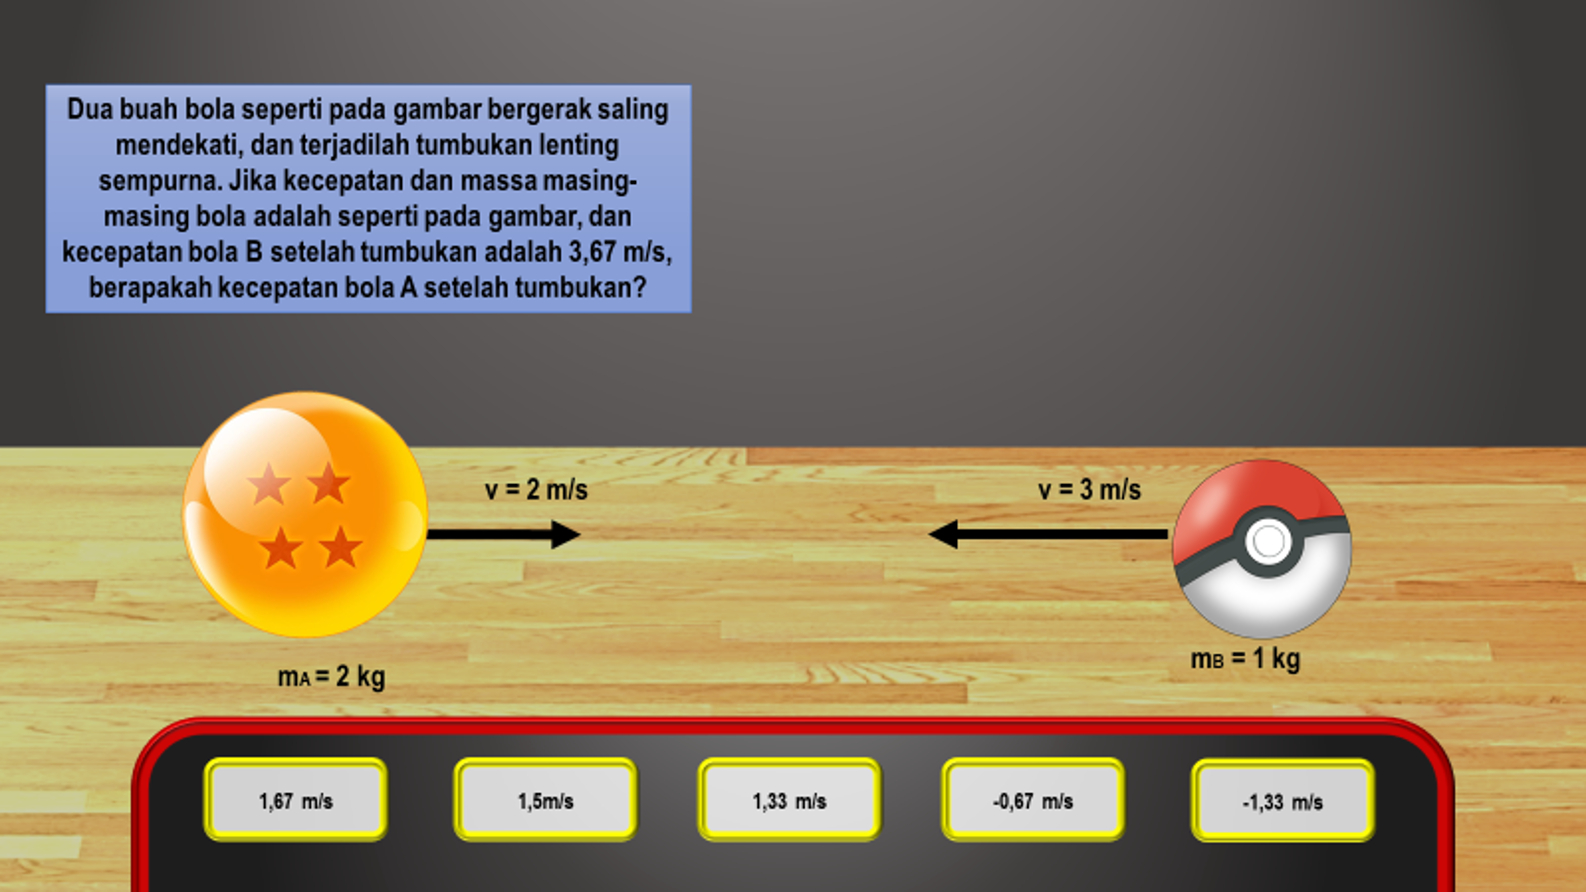 Dua buah bola seperti pada gambar bergerak saling
mendekati, dan terjadilah tumbukan lenting
sempurna. Jika kecepatan dan massa masing-
masing bola adalah seperti pada gambar, dan
kecepatan bola B setelah tumbukan adalah 3,67 m/s,
berapakah kecepatan bola A setelah tumbukan?
v = 2 m/s
v = 3 m/s
mA = 2 kg
mB = 1 kg
1,67 m/s
1,5m/s
1,33 m/s
-0,67 m/s
-1,33 m/s